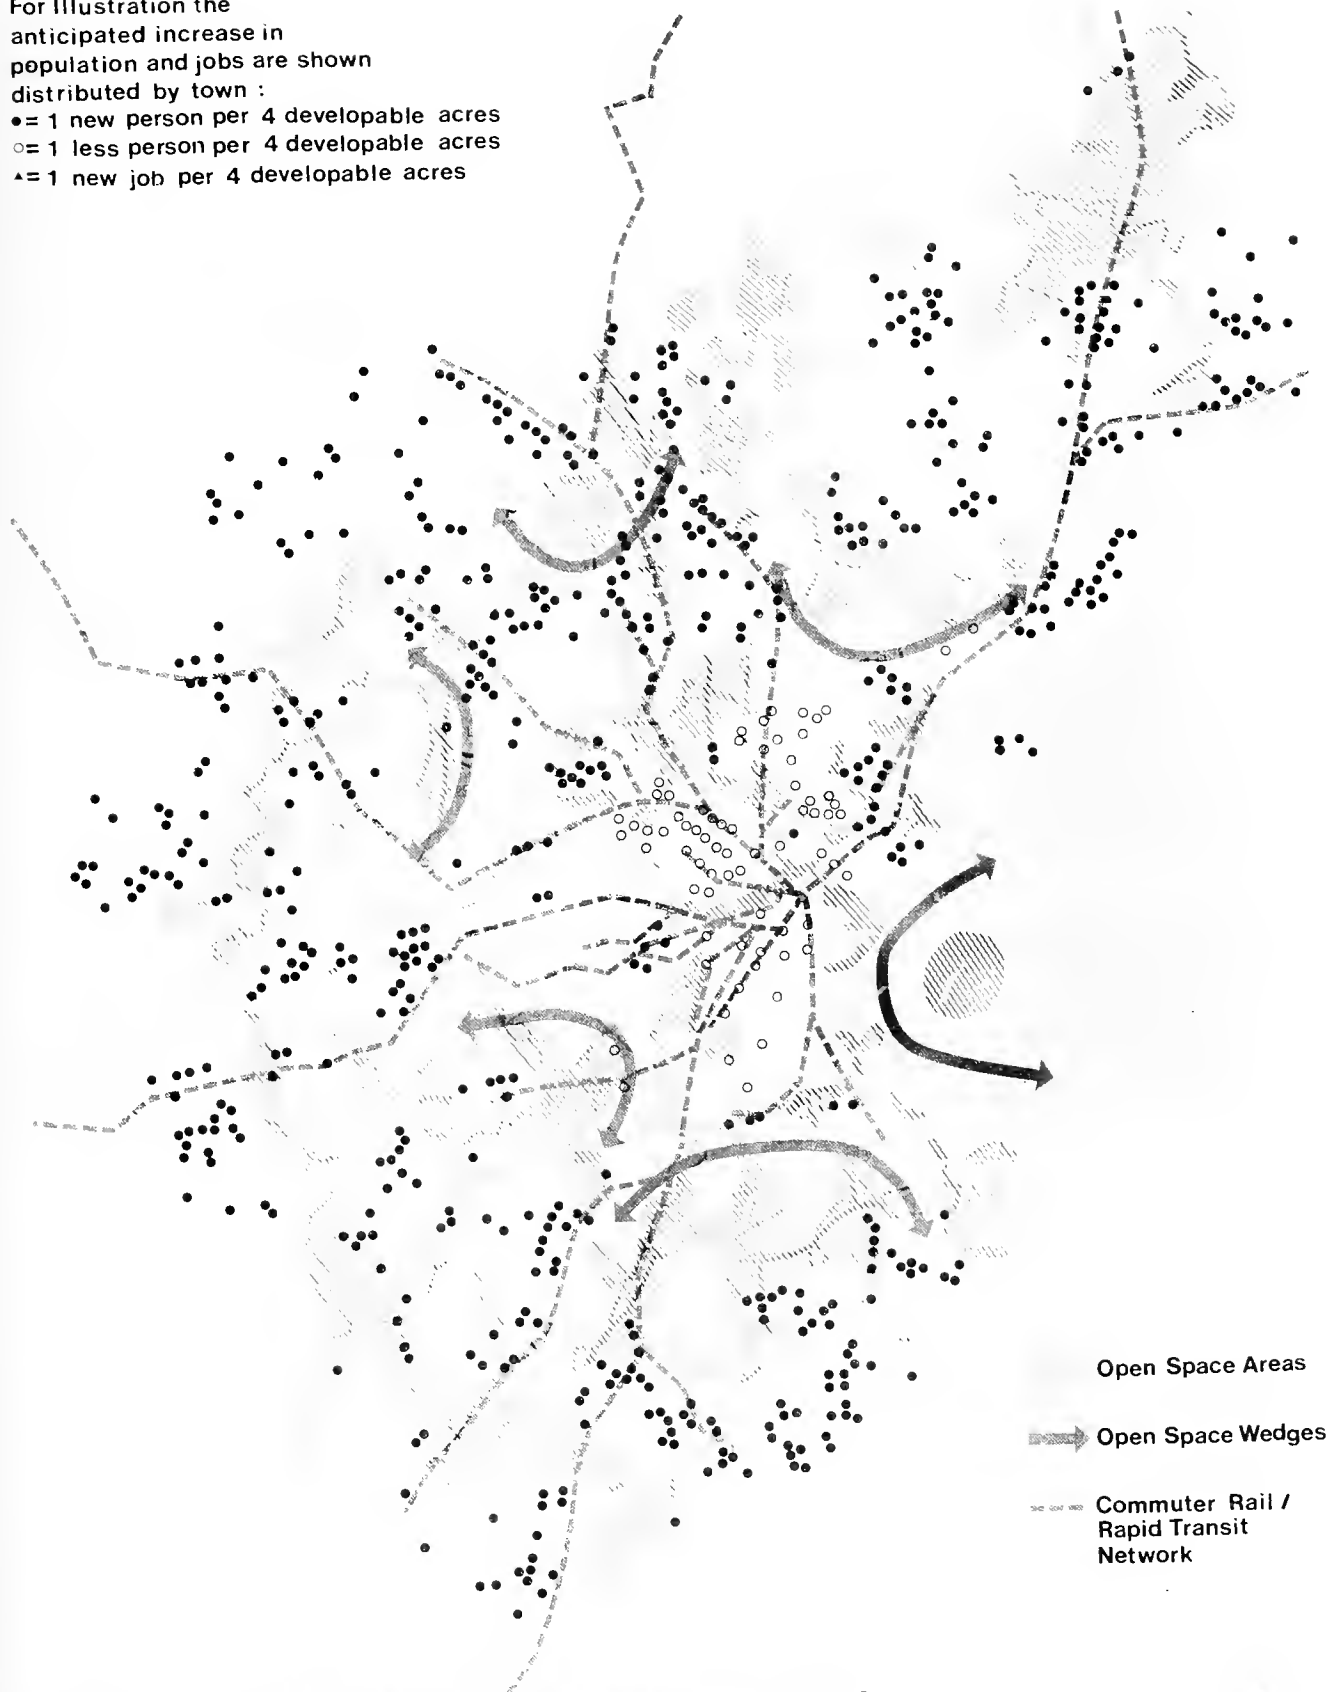 For Illustration the
anticipated increase in
population and jobs are shown
distributed by town :
●= 1 new person per 4 developable acres
○= 1 less person per 4 developable acres
▲= 1 new job per 4 developable acres
Open Space Areas
Open Space Wedges
Commuter Rail /
Rapid Transit
Network